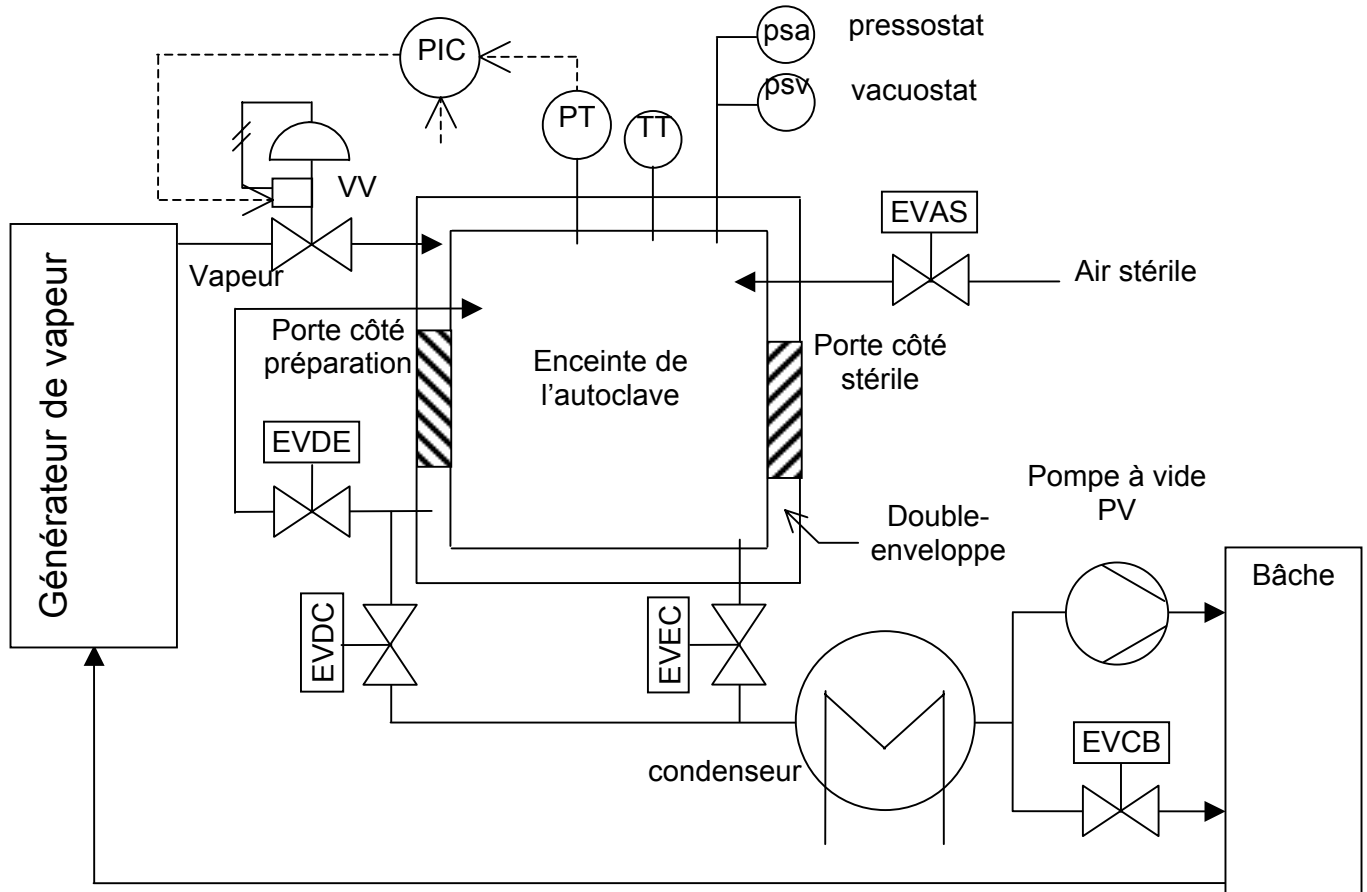 psa
pressostat
PIC
psv
vacuostat
PT
TT
VV
EVAS
Vapeur
Air stérile
Générateur de vapeur
Porte côté
préparation
Enceinte de
l'autoclave
Porte côté
stérile
EVDE
Pompe à vide
PV
Double-
enveloppe
Bâche
EVDC
EVEC
EVCB
condenseur